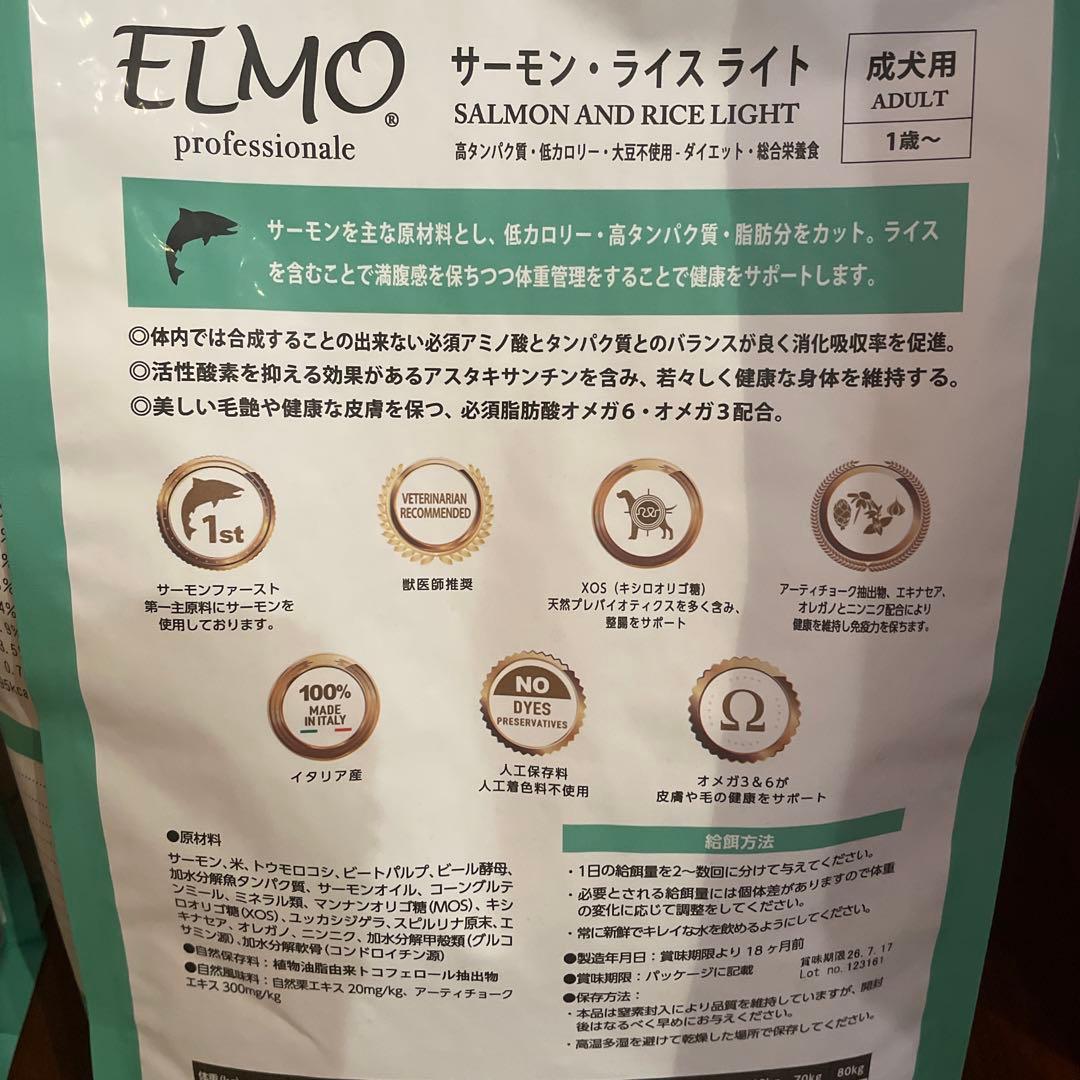 ELMO®
professionale
サーモン・ライス ライト
SALMON AND RICE LIGHT
高タンパク質・低カロリー・大豆不使用 - ダイエット・総合栄養食
成犬用
ADULT
1歳～
サーモンを主な原材料とし、低カロリー・高タンパク質・脂肪分をカット。ライス
を含むことで満腹感を保ちつつ体重管理をすることで健康をサポートします。
◎体内では合成することの出来ない必須アミノ酸とタンパク質とのバランスが良く消化吸収率を促進。
◎活性酸素を抑える効果があるアスタキサンチンを含み、若々しく健康な身体を維持する。
◎美しい毛艶や健康な皮膚を保つ、必須脂肪酸オメガ6・オメガ3配合。
1st
サーモンファースト
第一主原料にサーモンを
使用しております。
VETERINARIAN
RECOMMENDED
獣医師推奨
XOS（キシロオリゴ糖）
天然プレバイオティクスを多く含み、
整腸をサポート
アーティチョーク抽出物、エキナセア、
オレガノとニンニク配合により
健康を維持し免疫力を保ちます。
100%
MADE
IN ITALY
イタリア産
NO
DYES
PRESERVATIVES
人工保存料
人工着色料不使用
Ω
オメガ3＆6が
皮膚や毛の健康をサポート
●原材料
サーモン、米、トウモロコシ、ビートパルプ、ビール酵母、
加水分解魚タンパク質、サーモンオイル、コーングルテ
ンミール、ミネラル類、マンナンオリゴ糖（MOS）、キシ
ロオリゴ糖（XOS）、ユッカシジゲラ、スピルリナ原末、エ
キナセア、オレガノ、ニンニク、加水分解甲殻類（グルコ
サミン源）、加水分解軟骨（コンドロイチン源）
●自然保存料：植物油脂由来トコフェロール抽出物
●自然風味料：自然栗エキス 20mg/kg、アーティチョーク
エキス 300mg/kg
給餌方法
・1日の給餌量を2～数回に分けて与えてください。
・必要とされる給餌量には個体差がありますので体重
の変化に応じて調整をしてください。
・常に新鮮でキレイな水を飲めるようにしてください。
●製造年月日：賞味期限より 18 ヶ月前
●賞味期限：パッケージに記載
賞味期限26.7.17
Lot no.123161
●保存方法：
・本品は窒素封入により品質を維持していますが、開封
後はなるべく早めにお与えください。
・高温多湿を避けて乾燥した場所で保存してください。
70kg 80kg